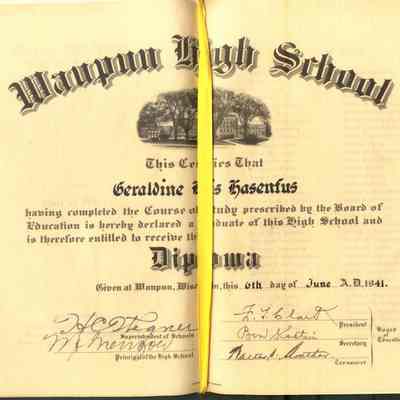 Waupun High School
This Certifies That
Geraldine Hasenfus
having completed the Course of Study prescribed by the Board of
Education is hereby declared a Graduate of this High School and
is therefore entitled to receive this
Diploma
Given at Waupun, Wisconsin, this 6th day of June A.D. 1941.
H C Wegner
Superintendent of Schools
Principal of the High School
F. F. Clark
President
Secretary
Treasurer
Board of Education